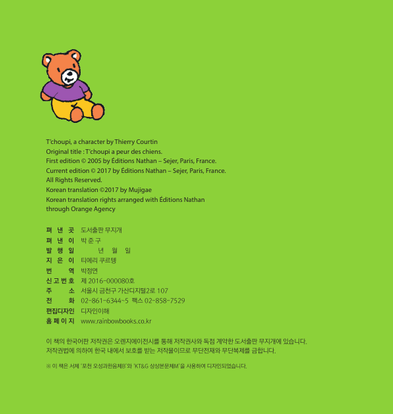 T'choupi, a character by Thierry Courtin
Original title : T'choupi a peur des chiens.
First edition © 2005 by Éditions Nathan – Sejer, Paris, France.
Current edition © 2017 by Éditions Nathan – Sejer, Paris, France.
All Rights Reserved.
Korean translation ©2017 by Mujigae
Korean translation rights arranged with Éditions Nathan
through Orange Agency
펴 낸 곳 도서출판 무지개
펴 낸 이 박 준 구
발 행 일 년 월 일
지 은 이 티에리 쿠르탱
번 역 박정연
신 고 번 호 제 2016-000080호
주 소 서울시 금천구 가산디지털2로 107
전 화 02-861-6344~5 팩스 02-858-7529
편집디자인 디자인이魅
홈 페 이 지 www.rainbowbooks.co.kr
이 책의 한국어판 저작권은 오렌지에이전시를 통해 저작권사와 독점 계약한 도서출판 무지개에 있습니다.
저작권법에 의하여 한국 내에서 보호를 받는 저작물이므로 무단전재와 무단복제를 금합니다.
※ 이 책은 서체 '포천 오성과한음체B'와 'KT&G 상상본문체M'을 사용하여 디자인되었습니다.